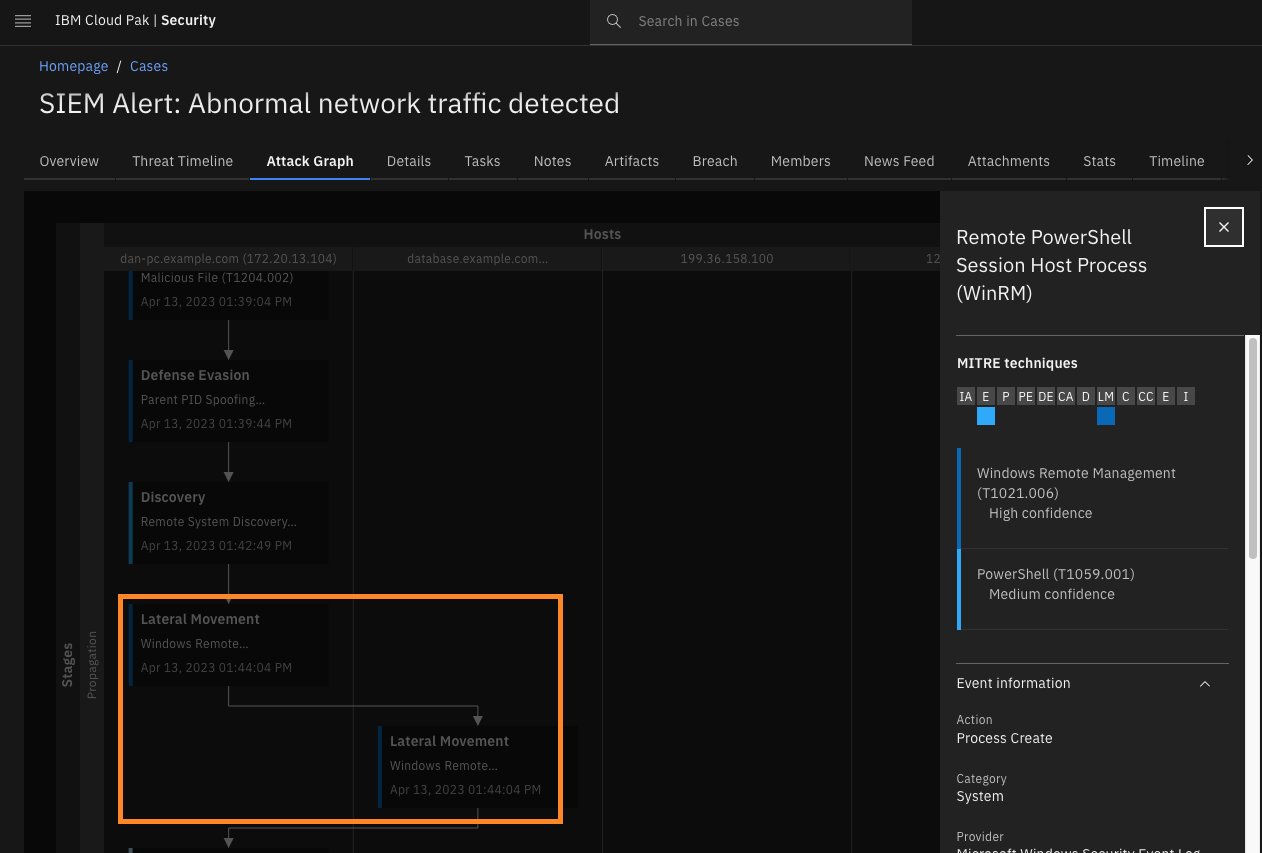 IBM Cloud Pak | Security
Search in Cases
Homepage / Cases
SIEM Alert: Abnormal network traffic detected
Overview
Threat Timeline
Attack Graph
Details
Tasks
Notes
Artifacts
Breach
Members
News Feed
Attachments
Stats
Timeline
Hosts
dan-pc.example.com (172.20.13.104)
database.example.com...
199.36.158.100
12
Stages
Propagation
Malicious File (T1204.002)
Apr 13, 2023 01:39:04 PM
Defense Evasion
Parent PID Spoofing...
Apr 13, 2023 01:39:44 PM
Discovery
Remote System Discovery...
Apr 13, 2023 01:42:49 PM
Lateral Movement
Windows Remote...
Apr 13, 2023 01:44:04 PM
Lateral Movement
Windows Remote...
Apr 13, 2023 01:44:04 PM
Remote PowerShell
Session Host Process
(WinRM)
MITRE techniques
IA E P PE DE CA D LM C CC E I
Windows Remote Management
(T1021.006)
High confidence
PowerShell (T1059.001)
Medium confidence
Event information
Action
Process Create
Category
System
Provider
Microsoft Windows Security Event Log